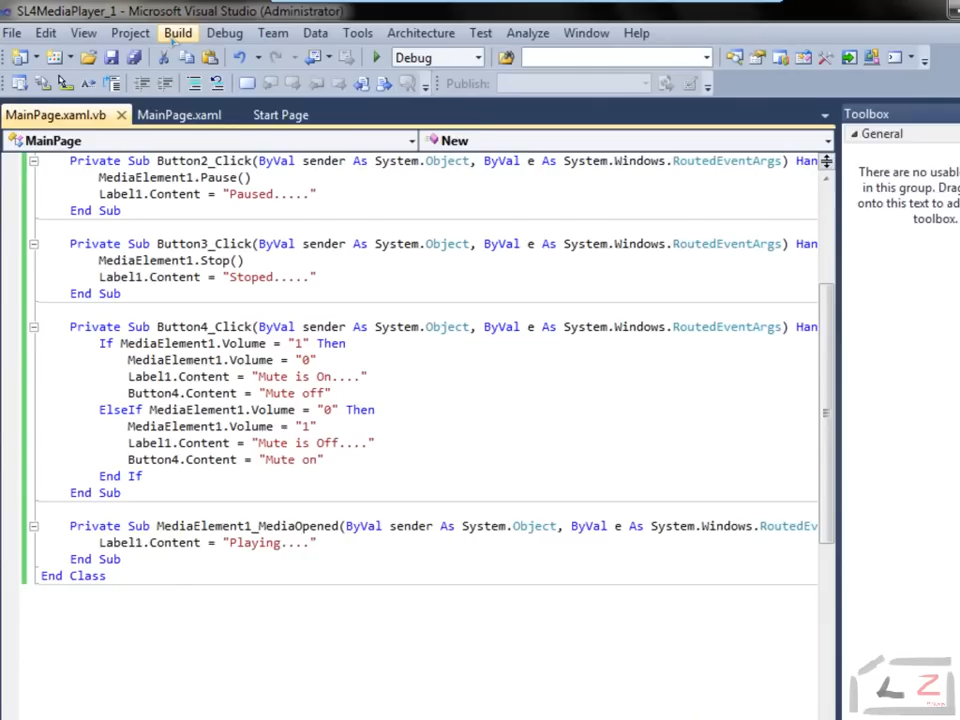 SL4MediaPlayer_1 - Microsoft Visual Studio (Administrator)
File Edit View Project Build Debug Team Data Tools Architecture Test Analyze Window Help
Debug
Publish:
MainPage.xaml.vb MainPage.xaml Start Page
MainPage New
Private Sub Button2_Click(ByVal sender As System.Object, ByVal e As System.Windows.RoutedEventArgs) Han
MediaElement1.Pause()
Label1.Content = "Paused....."
End Sub
Private Sub Button3_Click(ByVal sender As System.Object, ByVal e As System.Windows.RoutedEventArgs) Han
MediaElement1.Stop()
Label1.Content = "Stoped....."
End Sub
Private Sub Button4_Click(ByVal sender As System.Object, ByVal e As System.Windows.RoutedEventArgs) Han
If MediaElement1.Volume = "1" Then
MediaElement1.Volume = "0"
Label1.Content = "Mute is On...."
Button4.Content = "Mute off"
ElseIf MediaElement1.Volume = "0" Then
MediaElement1.Volume = "1"
Label1.Content = "Mute is Off...."
Button4.Content = "Mute on"
End If
End Sub
Private Sub MediaElement1_MediaOpened(ByVal sender As System.Object, ByVal e As System.Windows.RoutedEv
Label1.Content = "Playing...."
End Sub
End Class
Toolbox
General
There are no usab
in this group. Drag
onto this text to ad
toolbox.
L Z